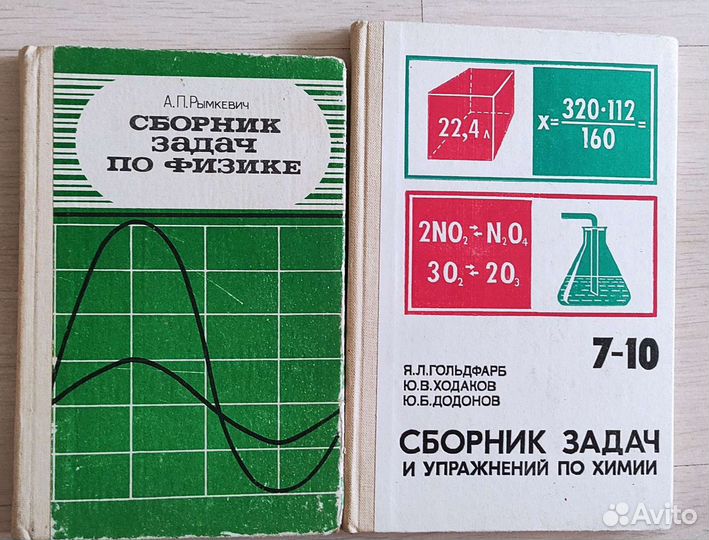 А.П.РЫМКЕВИЧ
СБОРНИК
ЗАДАЧ
ПО ФИЗИКЕ
22,4 л
X= 320·112 =
160
2NO₂ ⇄ N₂O₄
3O₂ ⇄ 2O₃
7-10
Я.Л.ГОЛЬДФАРБ
Ю.В.ХОДАКОВ
Ю.Б.ДОДОНОВ
СБОРНИК ЗАДАЧ
И УПРАЖНЕНИЙ ПО ХИМИИ
Avito